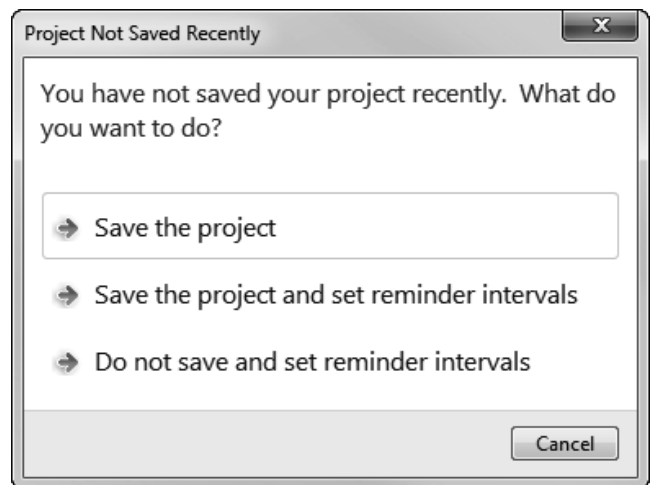 Project Not Saved Recently
You have not saved your project recently. What do
you want to do?
Save the project
Save the project and set reminder intervals
Do not save and set reminder intervals
Cancel